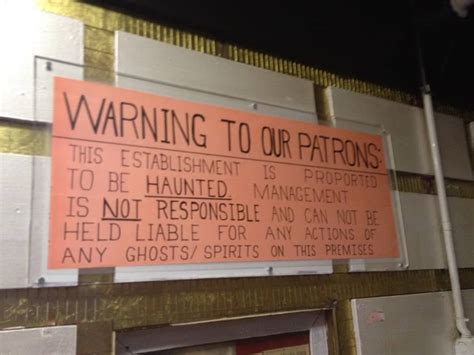 WARNING TO OUR PATRONS:
THIS ESTABLISHMENT IS PROPORTED
TO BE HAUNTED. MANAGEMENT
IS NOT RESPONSIBLE AND CAN NOT BE
HELD LIABLE FOR ANY ACTIONS OF
ANY GHOSTS/SPIRITS ON THIS PREMISES